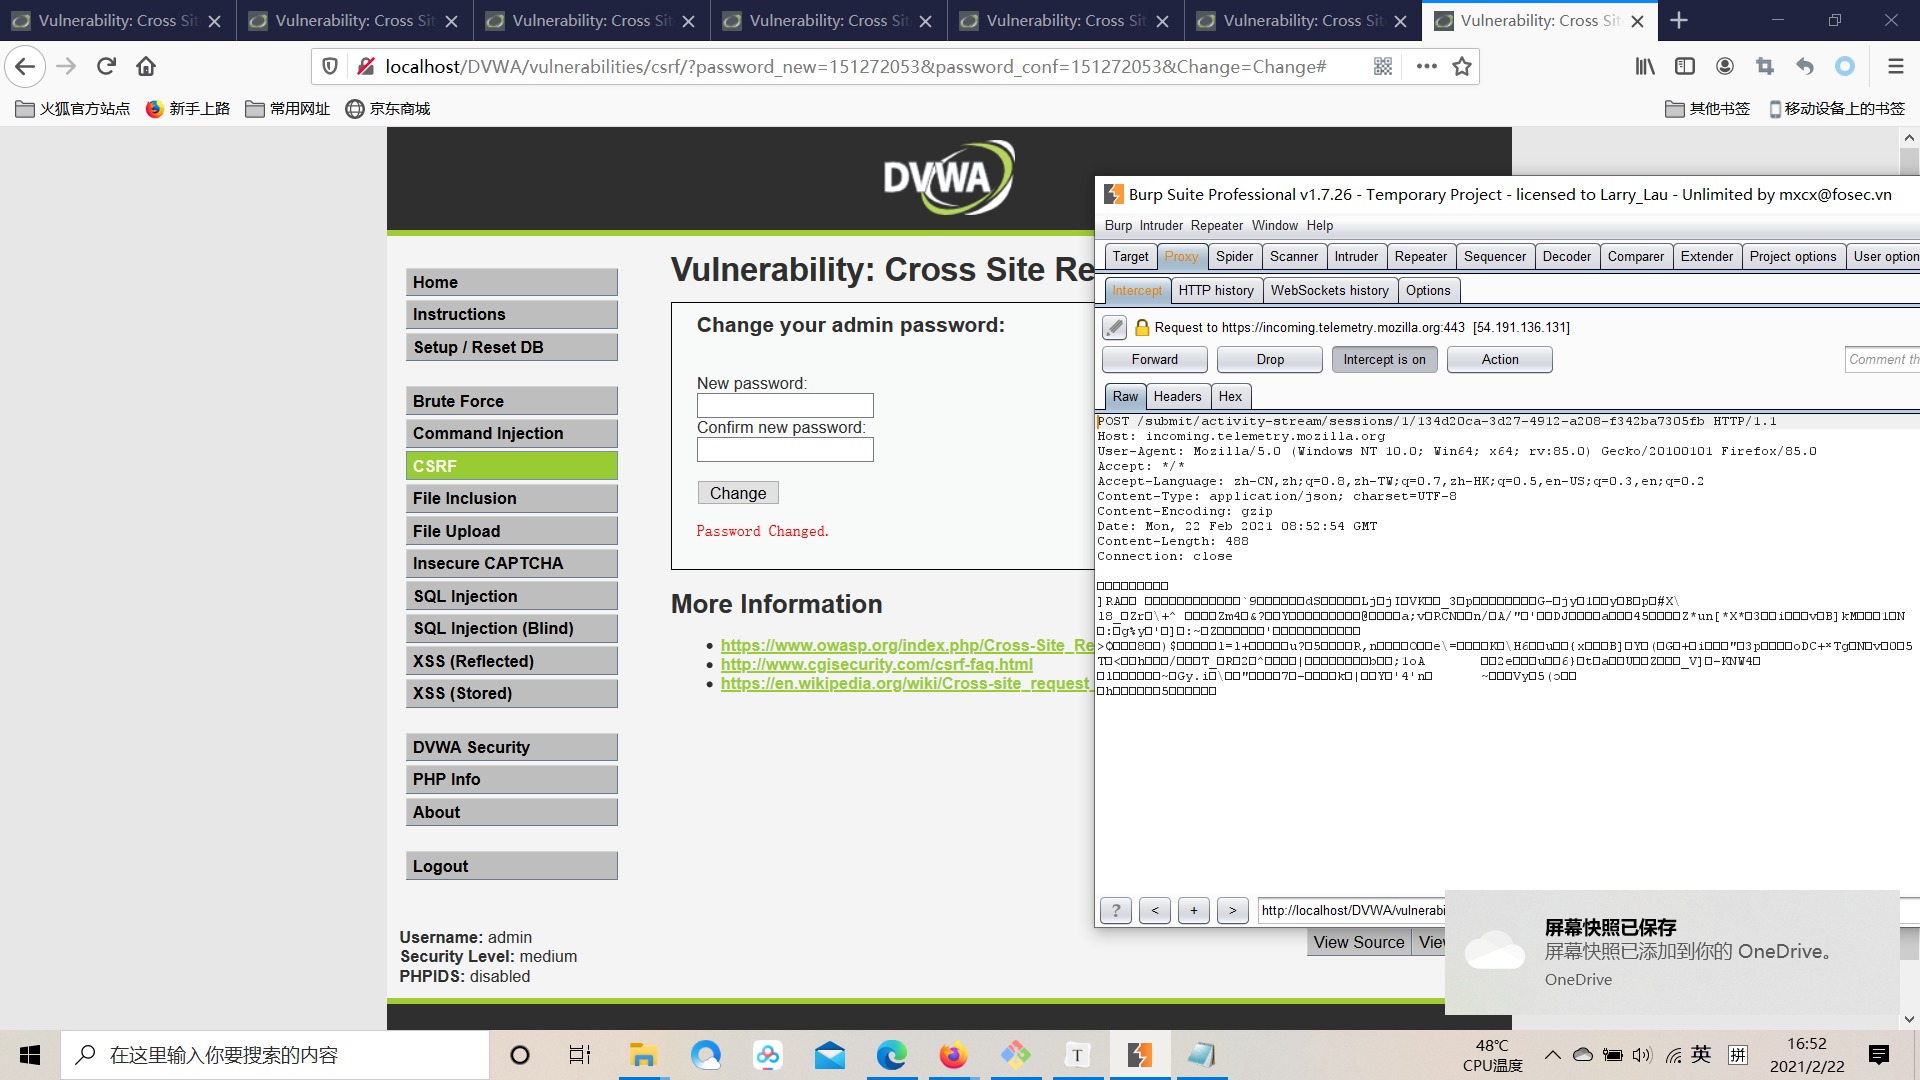 Vulnerability: Cross Sit
Vulnerability: Cross Sit
Vulnerability: Cross Sit
Vulnerability: Cross Sit
Vulnerability: Cross Sit
Vulnerability: Cross Sit
Vulnerability: Cross Sit
localhost/DVWA/vulnerabilities/csrf/?password_new=151272053&password_conf=151272053&Change=Change#
火狐官方站点
新手上路
常用网址
京东商城
其他书签
移动设备上的书签
DVWA
Home
Instructions
Setup / Reset DB
Brute Force
Command Injection
CSRF
File Inclusion
File Upload
Insecure CAPTCHA
SQL Injection
SQL Injection (Blind)
XSS (Reflected)
XSS (Stored)
DVWA Security
PHP Info
About
Logout
Username: admin
Security Level: medium
PHPIDS: disabled
Vulnerability: Cross Site Re
Change your admin password:
New password:
Confirm new password:
Change
Password Changed.
More Information
https://www.owasp.org/index.php/Cross-Site_Re
http://www.cgisecurity.com/csrf-faq.html
https://en.wikipedia.org/wiki/Cross-site_request_
View Source
Burp Suite Professional v1.7.26 - Temporary Project - licensed to Larry_Lau - Unlimited by mxcx@fosec.vn
Burp Intruder Repeater Window Help
Target Proxy Spider Scanner Intruder Repeater Sequencer Decoder Comparer Extender Project options User option
Intercept HTTP history WebSockets history Options
Request to https://incoming.telemetry.mozilla.org:443 [54.191.136.131]
Forward Drop Intercept is on Action
Comment th
Raw Headers Hex
POST /submit/activity-stream/sessions/1/134d20ca-3d27-4912-a208-f342ba7305fb HTTP/1.1
Host: incoming.telemetry.mozilla.org
User-Agent: Mozilla/5.0 (Windows NT 10.0; Win64; x64; rv:85.0) Gecko/20100101 Firefox/85.0
Accept: */*
Accept-Language: zh-CN,zh;q=0.8,zh-TW;q=0.7,zh-HK;q=0.5,en-US;q=0.3,en;q=0.2
Content-Type: application/json; charset=UTF-8
Content-Encoding: gzip
Date: Mon, 22 Feb 2021 08:52:54 GMT
Content-Length: 488
Connection: close
? < + >
http://localhost/DVWA/vulnerabi
屏幕快照已保存
屏幕快照已添加到你的 OneDrive。
OneDrive
在这里输入你要搜索的内容
48℃
CPU温度
英
拼
16:52
2021/2/22